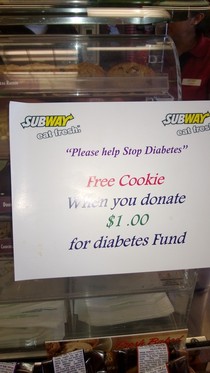 SUBWAY SUBWAY
eat fresh. eat fresh
"Please help Stop Diabetes"
Free Cookie
When you donate
$1.00
for diabetes Fund